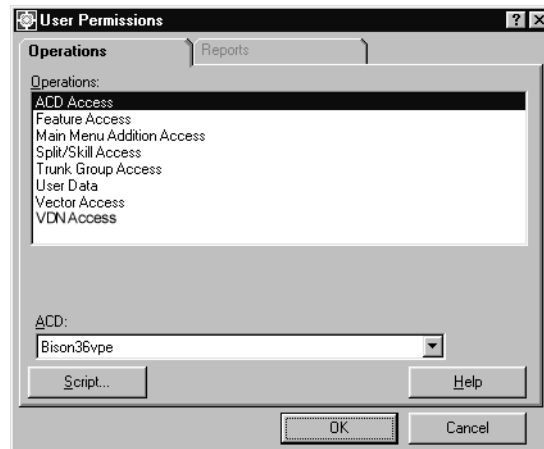 User Permissions
Operations Reports
Operations:
ACD Access
Feature Access
Main Menu Addition Access
Split/Skill Access
Trunk Group Access
User Data
Vector Access
VDN Access
ACD:
Bison36vpe
Script... Help
OK Cancel